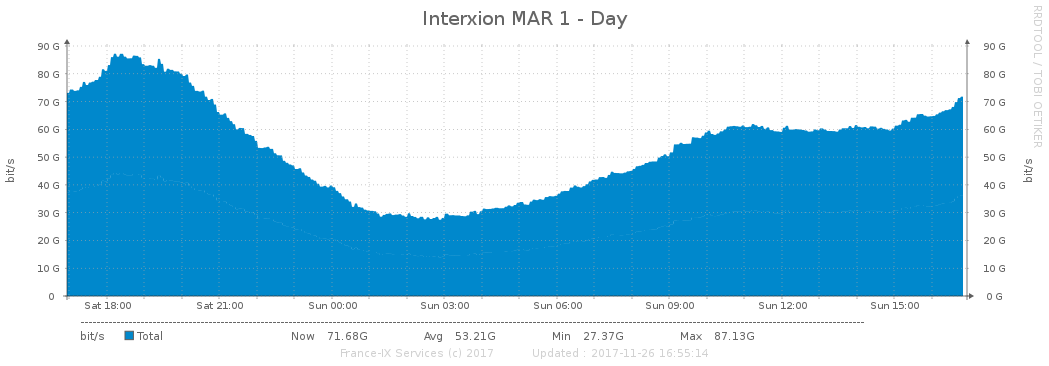 Interxion MAR 1 - Day
RRDTOOL / TOBI OETIKER
bit/s
bit/s
90 G 90 G
80 G 80 G
70 G 70 G
60 G 60 G
50 G 50 G
40 G 40 G
30 G 30 G
20 G 20 G
10 G 10 G
0 0 G
Sat 18:00 Sat 21:00 Sun 00:00 Sun 03:00 Sun 06:00 Sun 09:00 Sun 12:00 Sun 15:00
bit/s Total Now 71.68G Avg 53.21G Min 27.37G Max 87.13G
France-IX Services (c) 2017 Updated : 2017-11-26 16:55:14